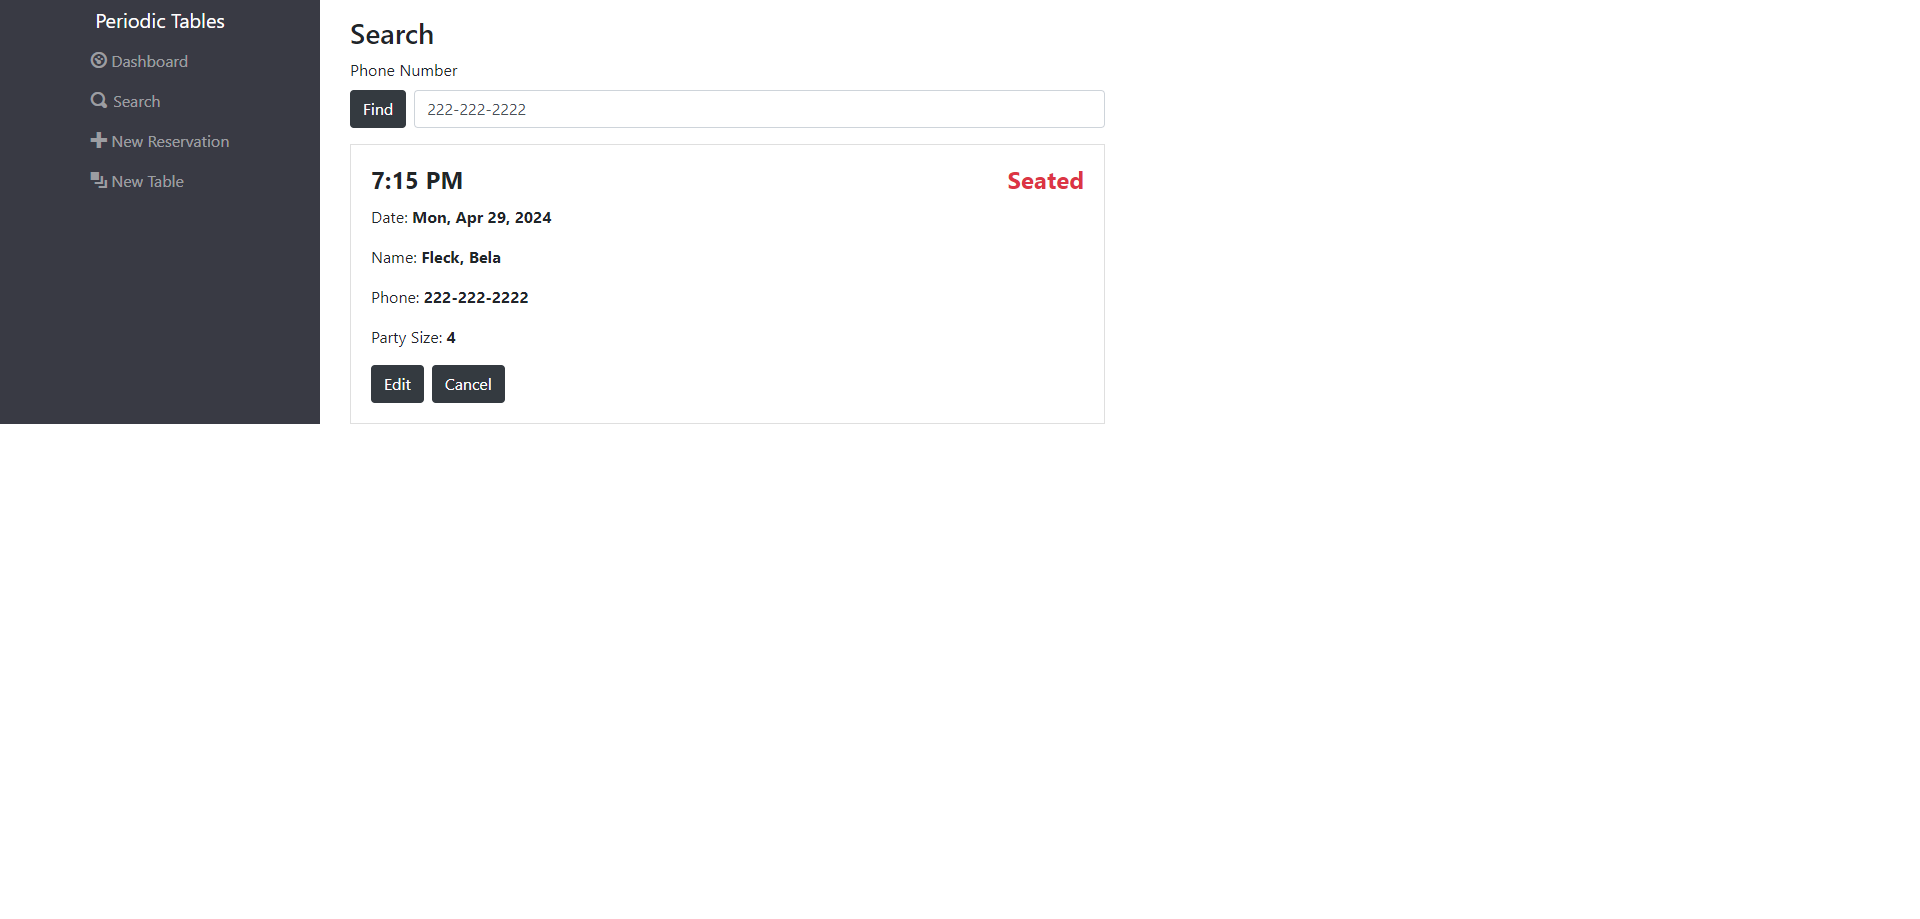 Periodic Tables
Dashboard
Search
New Reservation
New Table
Search
Phone Number
Find 222-222-2222
7:15 PM Seated
Date: Mon, Apr 29, 2024
Name: Fleck, Bela
Phone: 222-222-2222
Party Size: 4
Edit Cancel